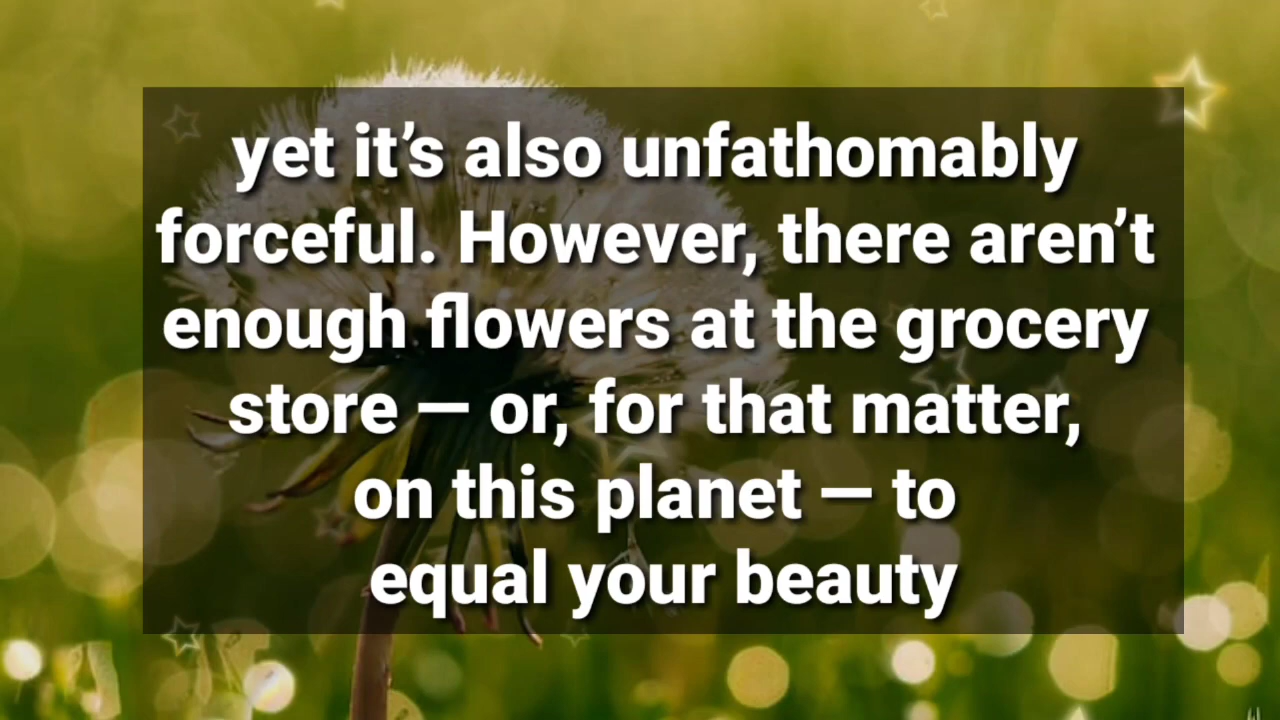 yet it’s also unfathomably
forceful. However, there aren’t
enough flowers at the grocery
store — or, for that matter,
on this planet — to
equal your beauty